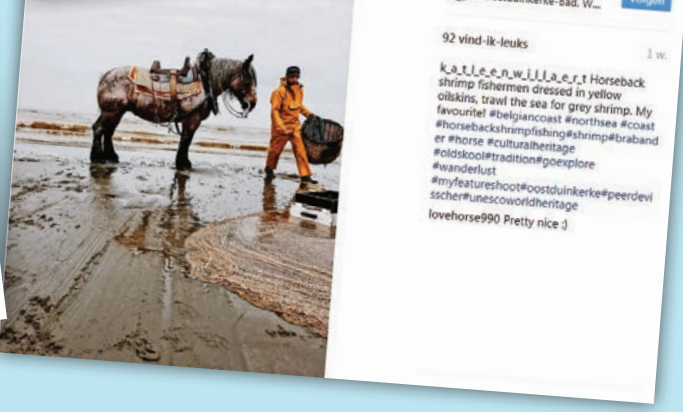 Volgen
92 vind-ik-leuks
1 w.
k_a_t_l_e_e_n_w_i_l_l_a_e_r_t Horseback
shrimp fishermen dressed in yellow
oilskins, trawl the sea for grey shrimp. My
favourite! #belgiancoast #northsea #coast
#horsebackshrimpfishing#shrimp#braband
er #horse #culturalheritage
#oldskool#tradition#goexplore
#wanderlust
#myfeatureshoot#oostduinkerke#peerdevi
sscher#unescoworldheritage
lovehorse990 Pretty nice :)